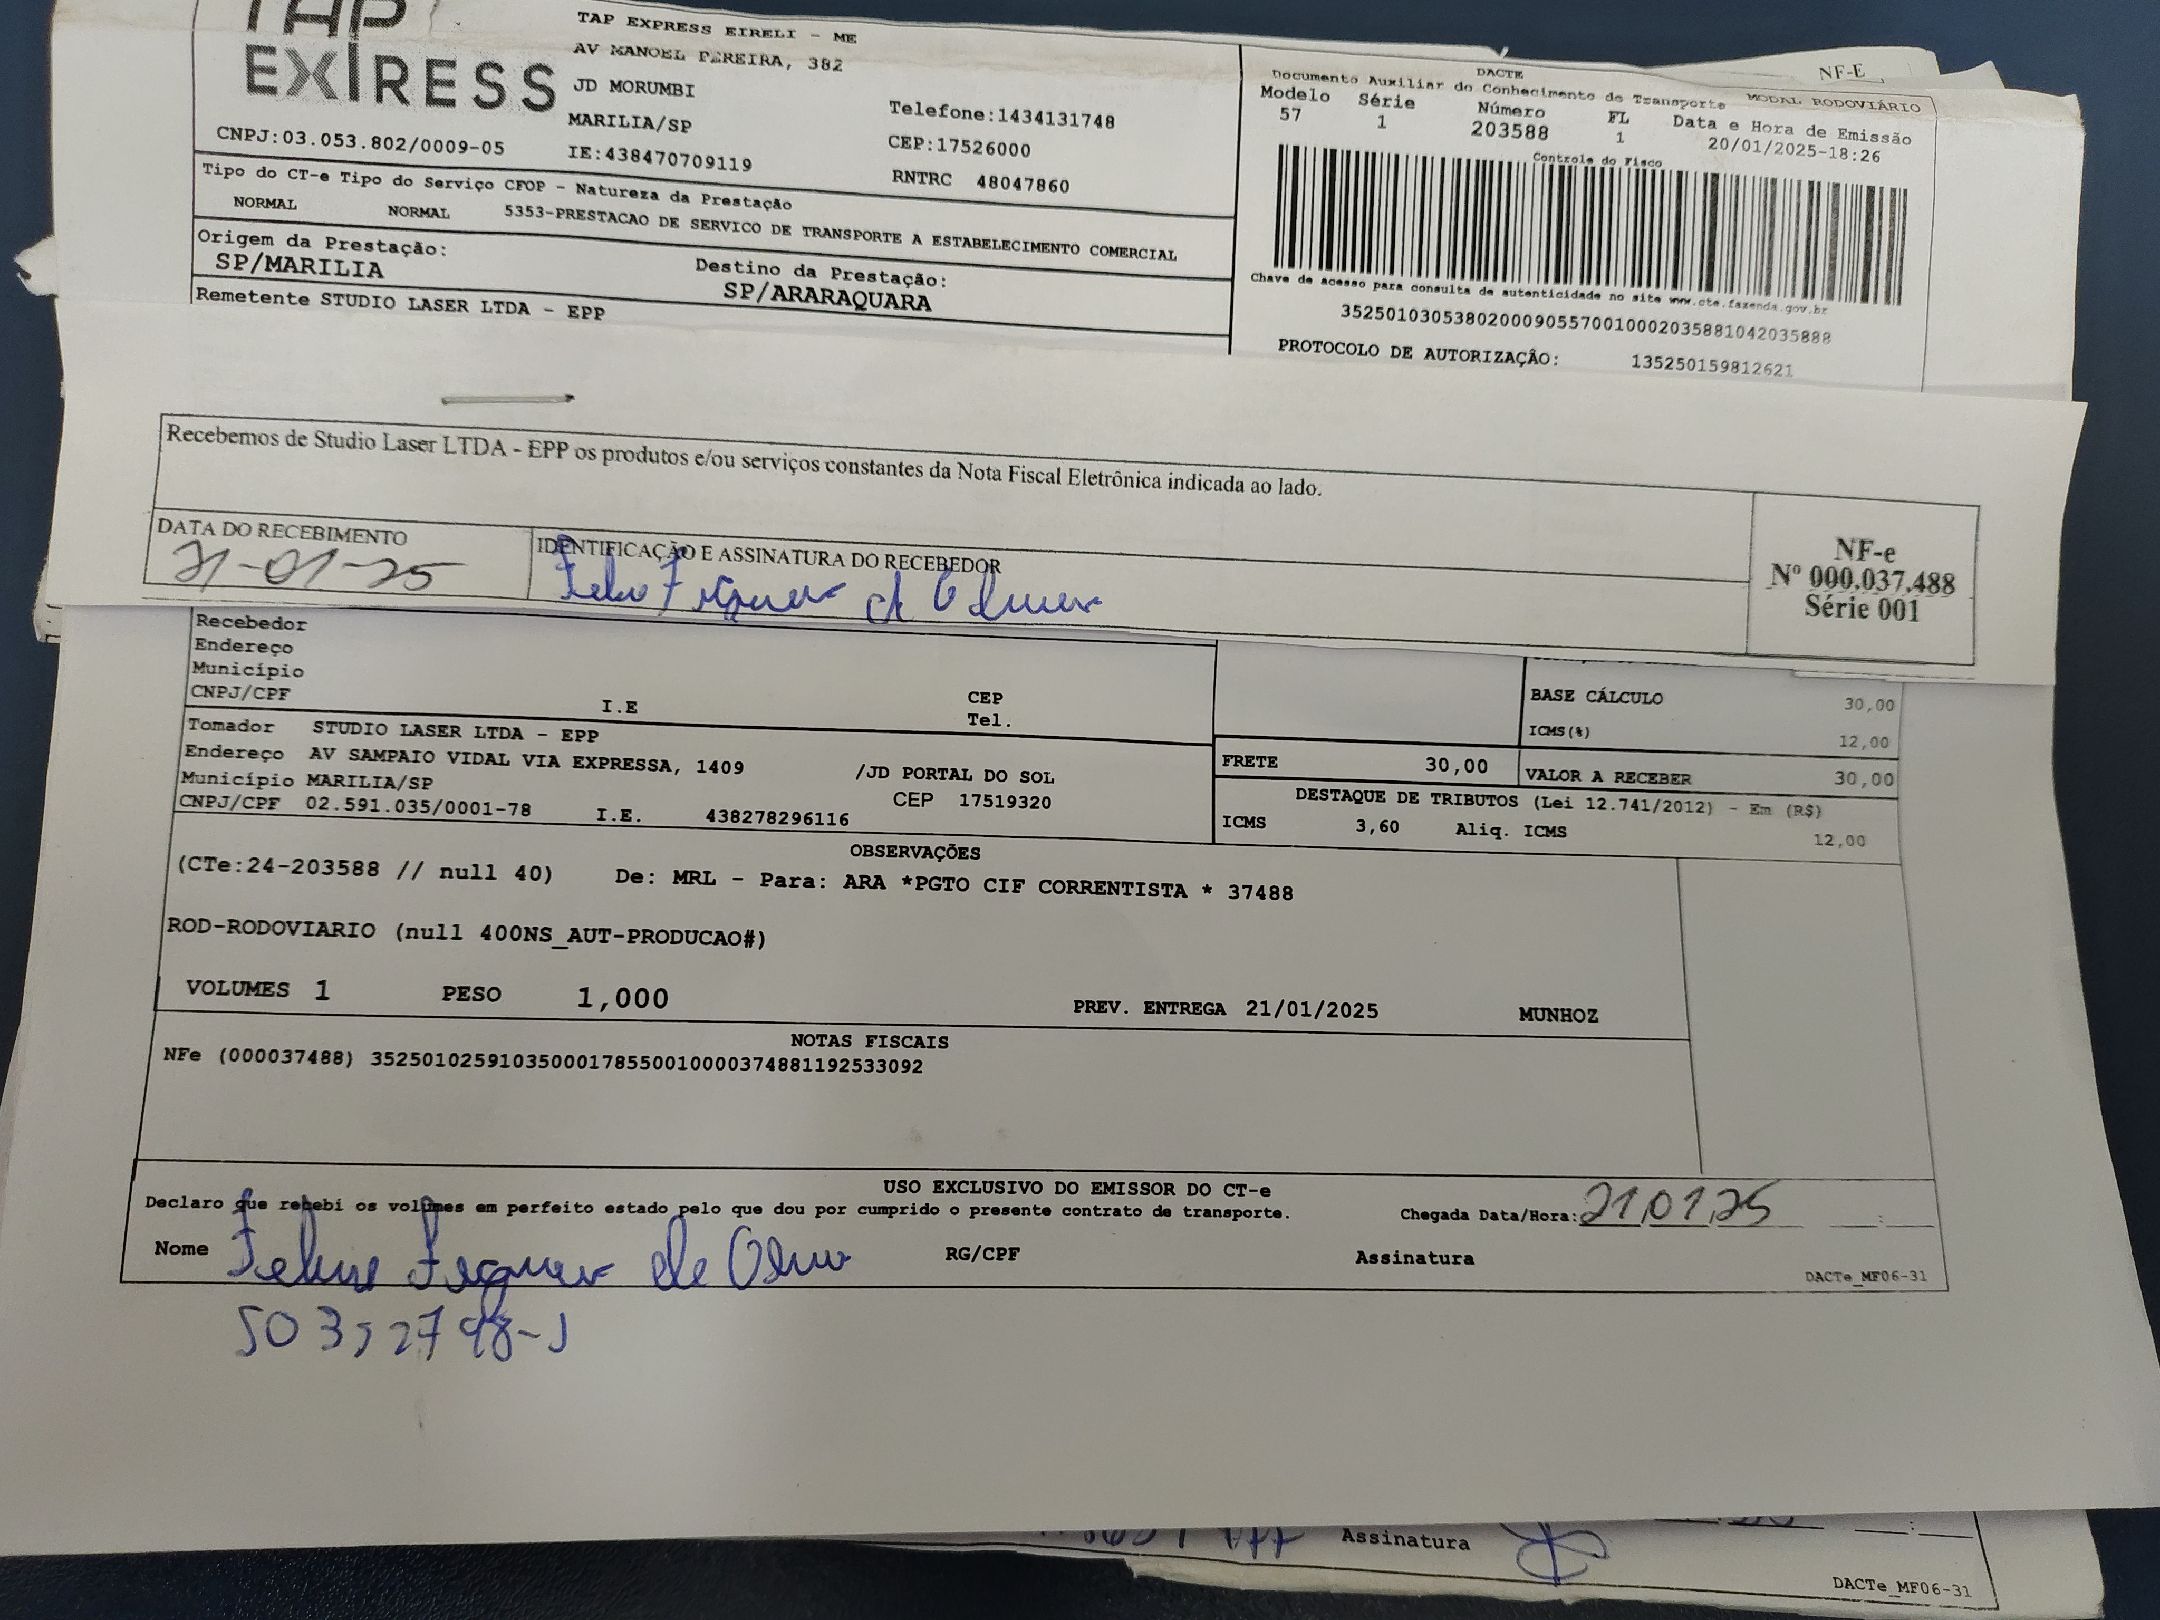 TAP
EXPRESS
TAP EXPRESS EIRELI - ME
AV MANOEL PEREIRA, 382
JD MORUMBI
MARILIA/SP
Telefone:1434131748
CEP:17526000
CNPJ:03.053.802/0009-05
IE:438470709119
RNTRC 48047860
NF-E
DACTE
Documento Auxiliar do Conhecimento de Transporte MODAL RODOVIÁRIO
Modelo Série Número FL Data e Hora de Emissão
57 1 203588 1 20/01/2025-18:26
Controle do Fisco
Tipo do CT-e Tipo do Serviço CFOP - Natureza da Prestação
NORMAL NORMAL 5353-PRESTACAO DE SERVICO DE TRANSPORTE A ESTABELECIMENTO COMERCIAL
Origem da Prestação:
SP/MARILIA
Destino da Prestação:
SP/ARARAQUARA
Chave de acesso para consulta de autenticidade no site www.cte.fazenda.gov.br
35250103053802000905570010002035881042035888
PROTOCOLO DE AUTORIZAÇÃO: 135250159812621
Remetente STUDIO LASER LTDA - EPP
Recebemos de Studio Laser LTDA - EPP os produtos e/ou serviços constantes da Nota Fiscal Eletrônica indicada ao lado.
DATA DO RECEBIMENTO
21-01-25
IDENTIFICAÇÃO E ASSINATURA DO RECEBEDOR
NF-e
Nº 000.037.488
Série 001
Recebedor
Endereço
Município
CNPJ/CPF I.E CEP
Tel.
BASE CÁLCULO 30,00
ICMS(%) 12,00
Tomador STUDIO LASER LTDA - EPP
Endereço AV SAMPAIO VIDAL VIA EXPRESSA, 1409 /JD PORTAL DO SOL
Município MARILIA/SP CEP 17519320
CNPJ/CPF 02.591.035/0001-78 I.E. 438278296116
FRETE 30,00 VALOR A RECEBER 30,00
DESTAQUE DE TRIBUTOS (Lei 12.741/2012) - Em (R$)
ICMS 3,60 Aliq. ICMS 12,00
OBSERVAÇÕES
(CTe:24-203588 // null 40) De: MRL - Para: ARA *PGTO CIF CORRENTISTA * 37488
ROD-RODOVIARIO (null 400NS_AUT-PRODUCAO#)
VOLUMES 1 PESO 1,000 PREV. ENTREGA 21/01/2025 MUNHOZ
NOTAS FISCAIS
NFe (000037488) 35250102591035000178550010000374881192533092
USO EXCLUSIVO DO EMISSOR DO CT-e
Declaro que recebi os volumes em perfeito estado pelo que dou por cumprido o presente contrato de transporte.
Chegada Data/Hora: 21,01,25 __:__
Nome RG/CPF Assinatura
DACTe_MF06-31
Assinatura
DACTe_MF06-31